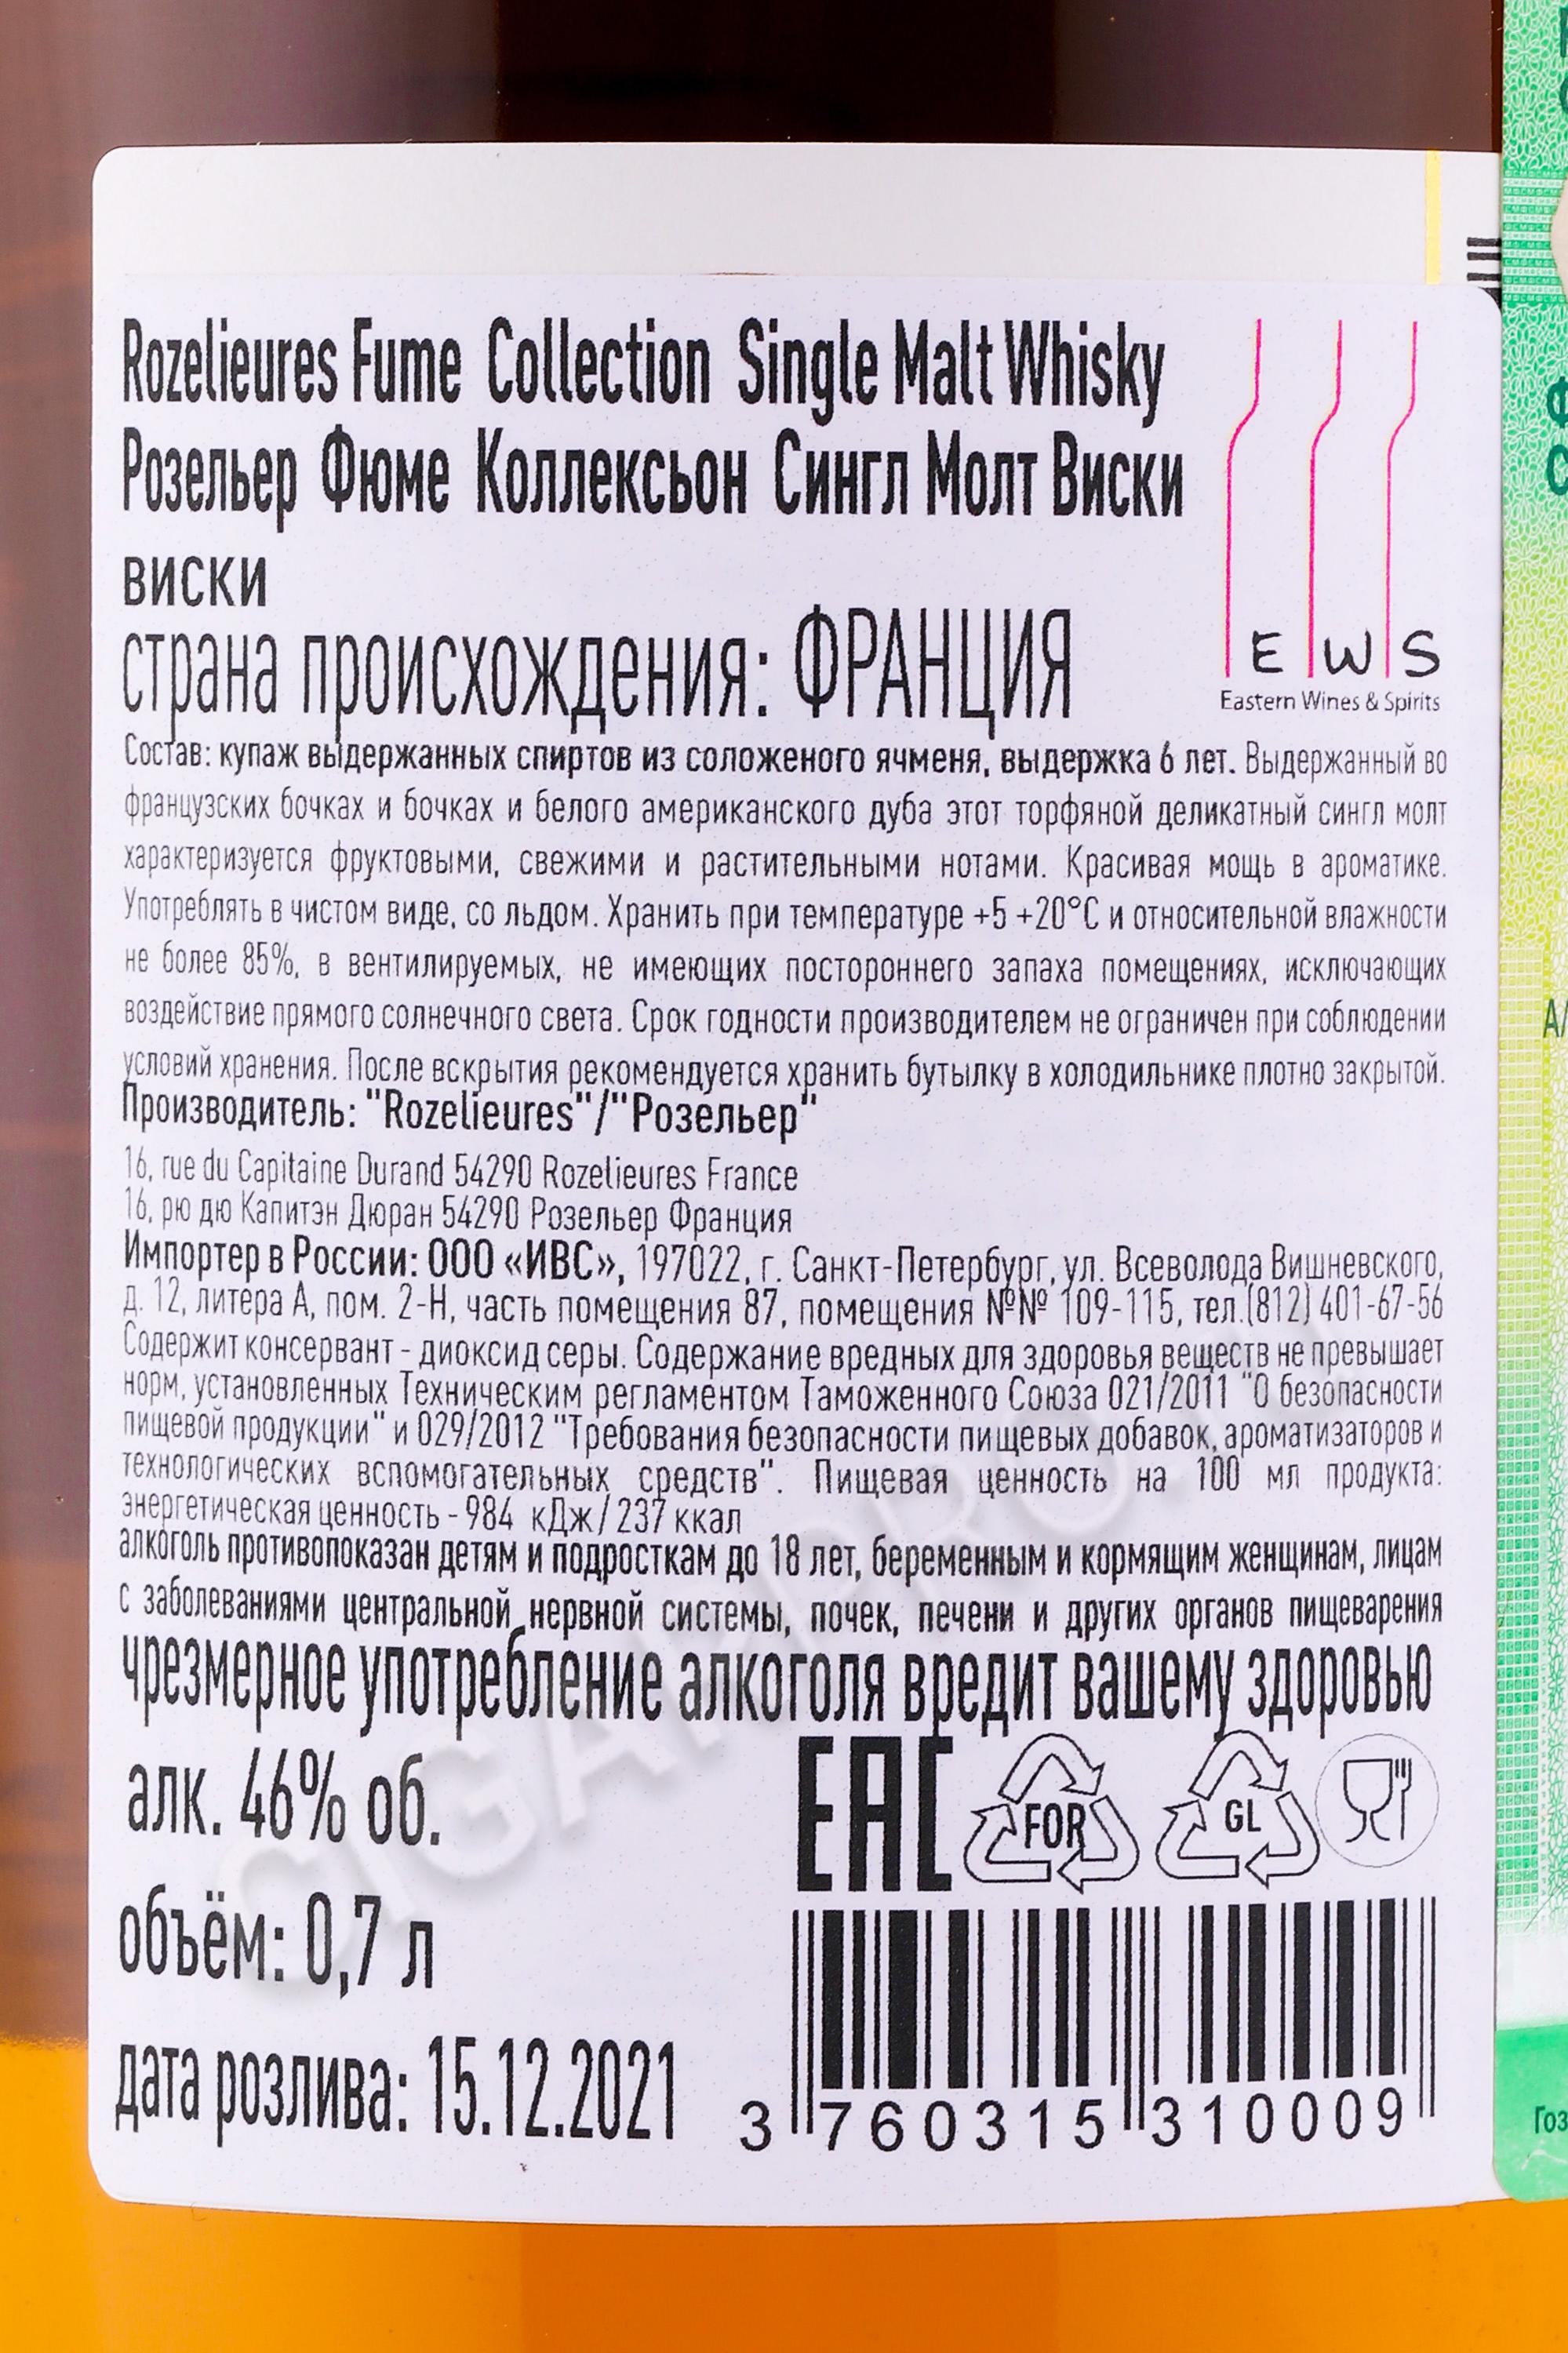 Rozelieures Fume Collection Single Malt Whisky
Розельер Фюме Коллексьон Сингл Молт Виски
виски
страна происхождения: ФРАНЦИЯ
E W S
Eastern Wines & Spirits
Состав: купаж выдержанных спиртов из соложеного ячменя, выдержка 6 лет. Выдержанный во
французских бочках и бочках и белого американского дуба этот торфяной деликатный сингл молт
характеризуется фруктовыми, свежими и растительными нотами. Красивая мощь в ароматике.
Употреблять в чистом виде, со льдом. Хранить при температуре +5 +20°C и относительной влажности
не более 85%, в вентилируемых, не имеющих постороннего запаха помещениях, исключающих
воздействие прямого солнечного света. Срок годности производителем не ограничен при соблюдении
условий хранения. После вскрытия рекомендуется хранить бутылку в холодильнике плотно закрытой.
Производитель: "Rozelieures"/"Розельер"
16, rue du Capitaine Durand 54290 Rozelieures France
16, рю дю Капитэн Дюран 54290 Розельер Франция
Импортер в России: ООО «ИВС», 197022, г. Санкт-Петербург, ул. Всеволода Вишневского,
д. 12, литера А, пом. 2-Н, часть помещения 87, помещения №№ 109-115, тел.(812) 401-67-56
Содержит консервант - диоксид серы. Содержание вредных для здоровья веществ не превышает
норм, установленных Техническим регламентом Таможенного Союза 021/2011 "О безопасности
пищевой продукции" и 029/2012 "Требования безопасности пищевых добавок, ароматизаторов и
технологических вспомогательных средств". Пищевая ценность на 100 мл продукта:
энергетическая ценность - 984 кДж/ 237 ккал
алкоголь противопоказан детям и подросткам до 18 лет, беременным и кормящим женщинам, лицам
с заболеваниями центральной нервной системы, почек, печени и других органов пищеварения
чрезмерное употребление алкоголя вредит вашему здоровью
алк. 46% об.
EAC FOR GL
объём: 0,7 л
дата розлива: 15.12.2021
3 760315 310009